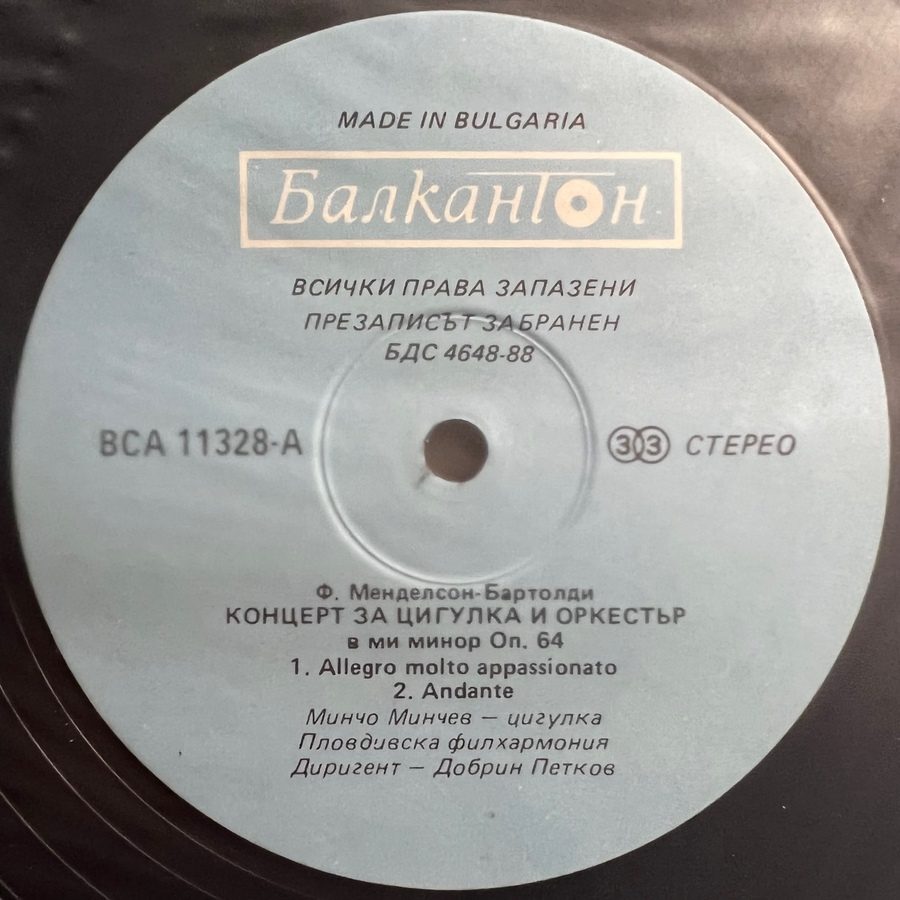 MADE IN BULGARIA
Балкантон
ВСИЧКИ ПРАВА ЗАПАЗЕНИ
ПРЕЗАПИСЪТ ЗАБРАНЕН
БДС 4648-88
ВСА 11328-А
33 СТЕРЕО
Ф. Менделсон-Бартолди
КОНЦЕРТ ЗА ЦИГУЛКА И ОРКЕСТЪР
в ми минор Оп. 64
1. Allegro molto appassionato
2. Andante
Минчо Минчев — цигулка
Пловдивска филхармония
Диригент — Добрин Петков